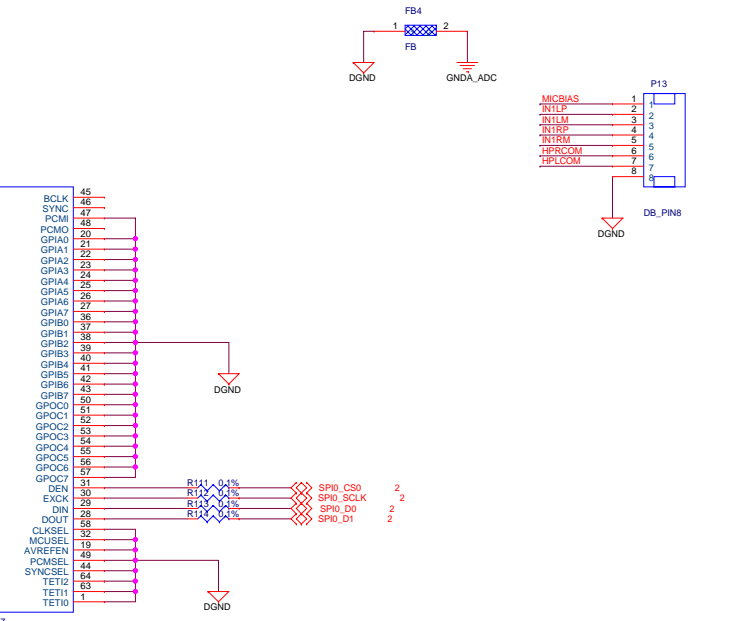 FB4
1 2
FB
DGND GNDA_ADC
P13
MICBIAS 1 1
IN1LP 2 2
IN1LM 3 3
IN1RP 4 4
IN1RM 5 5
HPRCOM 6 6
HPLCOM 7 7
8 8
DB_PIN8
DGND
BCLK 45
SYNC 46
PCMI 47
PCMO 48
GPIA0 20
GPIA1 21
GPIA2 22
GPIA3 23
GPIA4 24
GPIA5 25
GPIA6 26
GPIA7 27
GPIB0 36
GPIB1 37
GPIB2 38
GPIB3 39
GPIB4 40
GPIB5 41
GPIB6 42
GPIB7 43
DGND
GPOC0 50
GPOC1 51
GPOC2 52
GPOC3 53
GPOC4 54
GPOC5 55
GPOC6 56
GPOC7 57
DEN 31 R111 0,1% SPI0_CS0 2
EXCK 30 R112 0,1% SPI0_SCLK 2
DIN 29 R113 0,1% SPI0_D0 2
DOUT 28 R114 0,1% SPI0_D1 2
CLKSEL 58
MCUSEL 32
AVREFEN 19
PCMSEL 49
SYNCSEL 44
TETI2 64
TETI1 63
TETI0 1
DGND